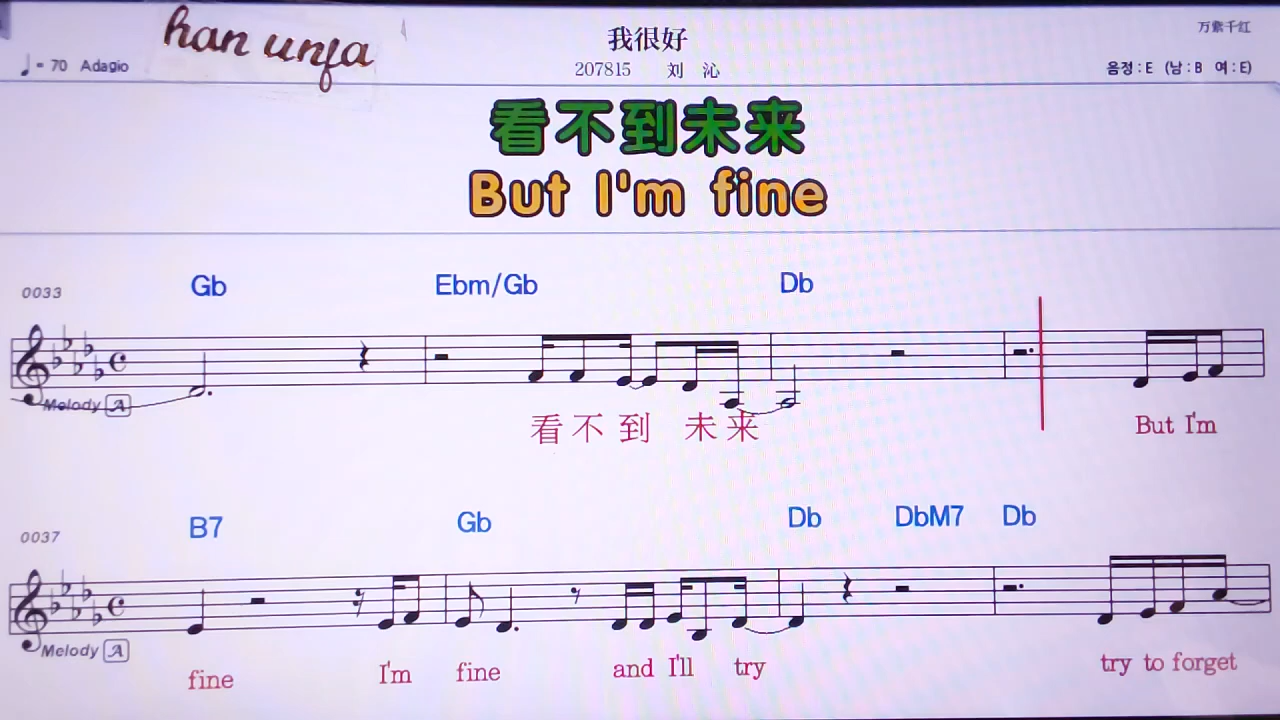 han unfa
我很好
万紫千红
♩= 70 Adagio
207815 刘 沁
음정 : E (남 : B 여 : E)
看不到未来
But I'm fine
0033
Gb Ebm/Gb Db
Melody A
看 不 到 未 来 But I'm
0037
B7 Gb Db DbM7 Db
Melody A
fine I'm fine and I'll try try to forget